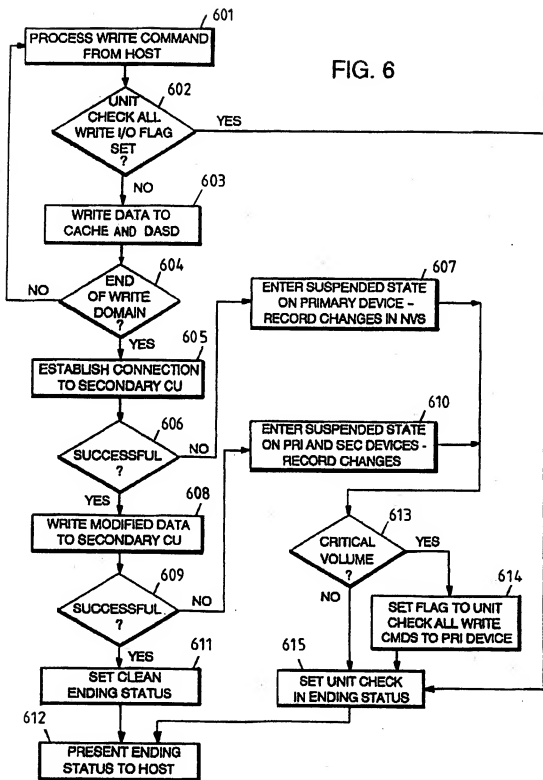 601
PROCESS WRITE COMMAND
FROM HOST
FIG. 6
602
UNIT
CHECK ALL
WRITE I/O FLAG
SET
?
YES
NO
603
WRITE DATA TO
CACHE AND DASD
604
END
OF WRITE
DOMAIN
?
NO
YES
605
ESTABLISH CONNECTION
TO SECONDARY CU
607
ENTER SUSPENDED STATE
ON PRIMARY DEVICE -
RECORD CHANGES IN NVS
606
SUCCESSFUL
?
NO
YES
610
ENTER SUSPENDED STATE
ON PRI AND SEC DEVICES -
RECORD CHANGES
608
WRITE MODIFIED DATA
TO SECONDARY CU
609
SUCCESSFUL
?
NO
YES
613
CRITICAL
VOLUME
?
YES
NO
614
SET FLAG TO UNIT
CHECK ALL WRITE
CMDS TO PRI DEVICE
611
SET CLEAN
ENDING STATUS
615
SET UNIT CHECK
IN ENDING STATUS
612
PRESENT ENDING
STATUS TO HOST